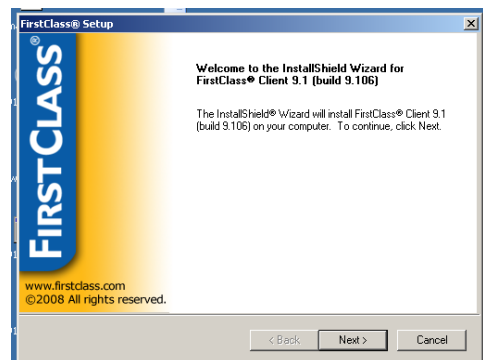 FirstClass® Setup
FIRSTCLASS®
Welcome to the InstallShield Wizard for
FirstClass® Client 9.1 (build 9.106)
The InstallShield® Wizard will install FirstClass® Client 9.1
(build 9.106) on your computer. To continue, click Next.
www.firstclass.com
©2008 All rights reserved.
< Back
Next >
Cancel